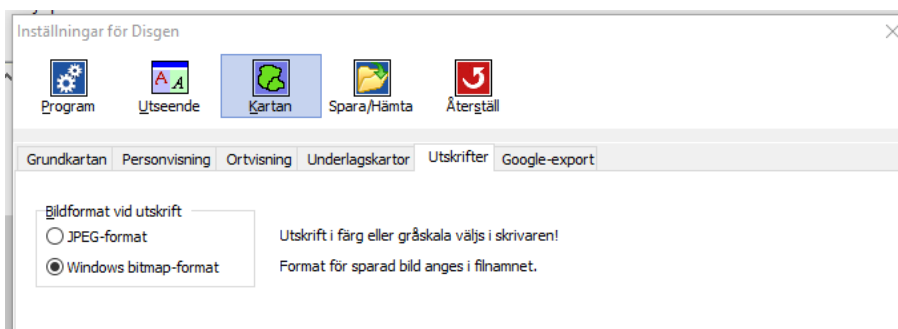 Inställningar för Disgen
Program Utseende Kartan Spara/Hämta Återställ
Grundkartan Personvisning Ortvisning Underlagskartor Utskrifter Google-export
Bildformat vid utskrift
JPEG-format Utskrift i färg eller gråskala väljs i skrivaren!
Windows bitmap-format Format för sparad bild anges i filnamnet.